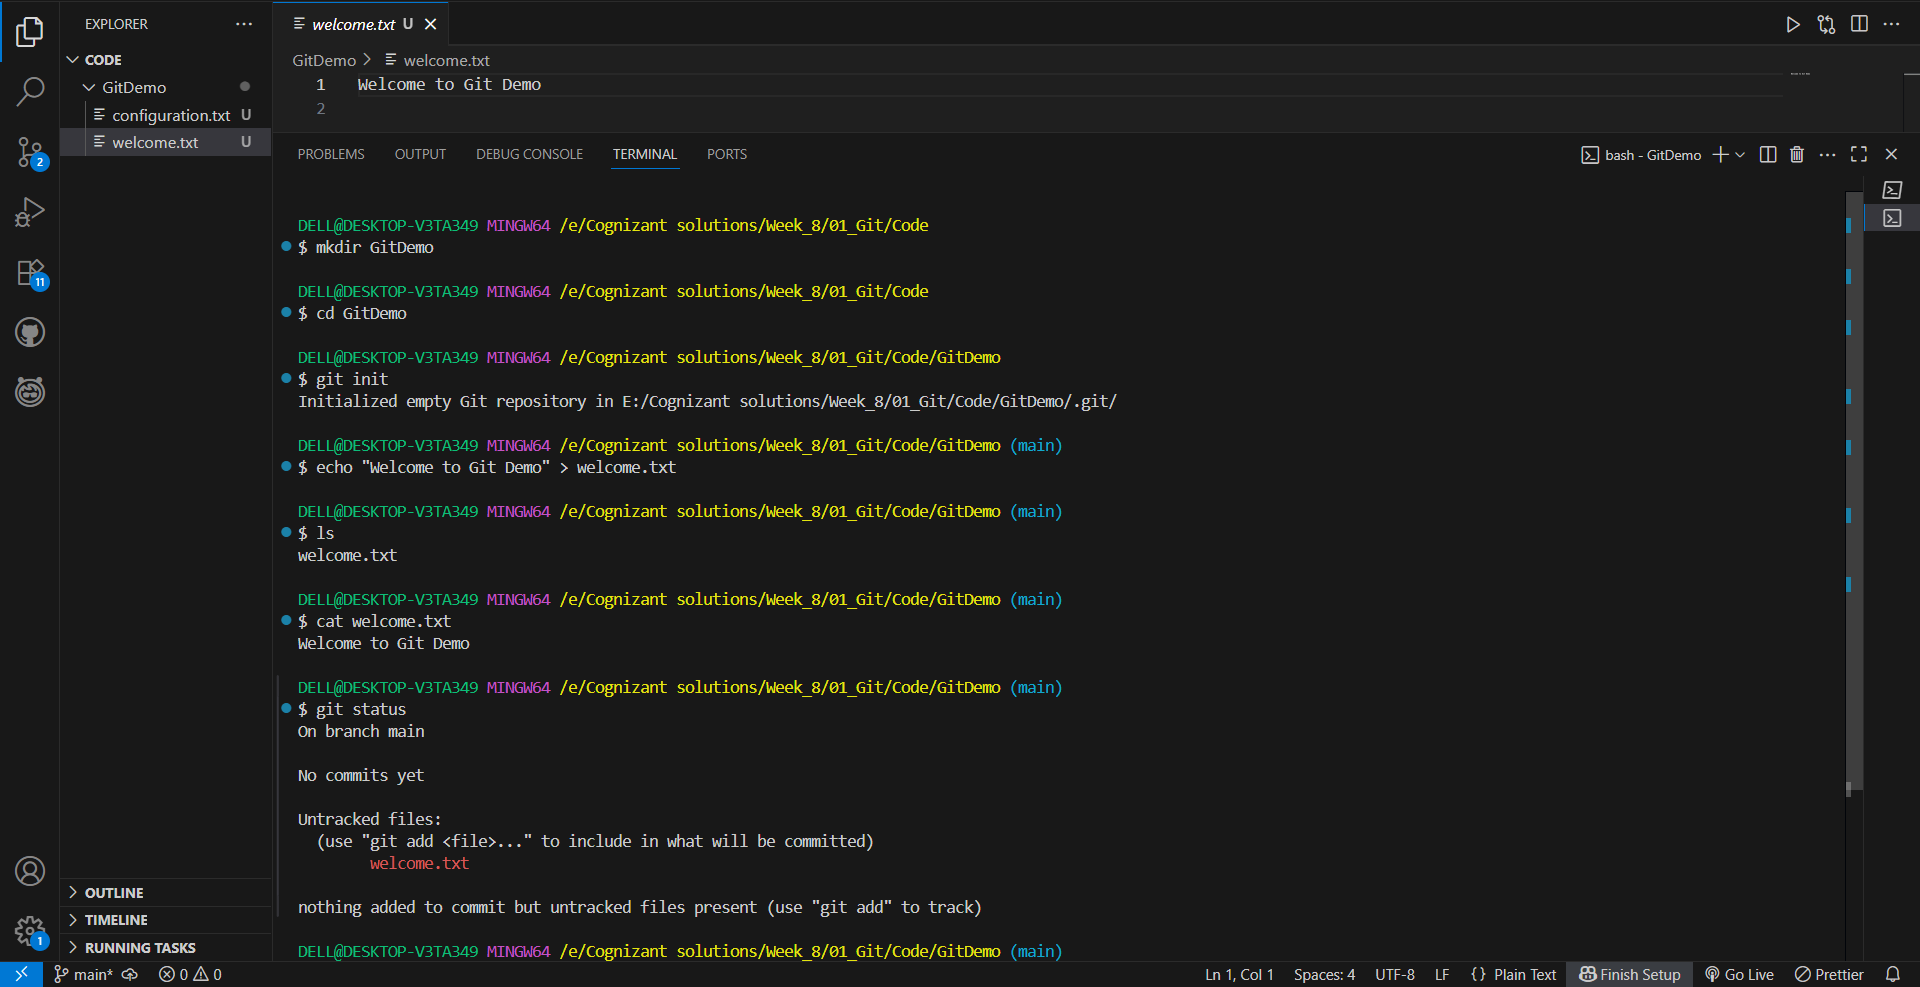 EXPLORER
CODE
GitDemo
configuration.txt U
welcome.txt U
2
11
OUTLINE
TIMELINE
RUNNING TASKS
1
welcome.txt U
GitDemo > welcome.txt
1 Welcome to Git Demo
2
PROBLEMS OUTPUT DEBUG CONSOLE TERMINAL PORTS
bash - GitDemo
DELL@DESKTOP-V3TA349 MINGW64 /e/Cognizant solutions/Week_8/01_Git/Code
$ mkdir GitDemo
DELL@DESKTOP-V3TA349 MINGW64 /e/Cognizant solutions/Week_8/01_Git/Code
$ cd GitDemo
DELL@DESKTOP-V3TA349 MINGW64 /e/Cognizant solutions/Week_8/01_Git/Code/GitDemo
$ git init
Initialized empty Git repository in E:/Cognizant solutions/Week_8/01_Git/Code/GitDemo/.git/
DELL@DESKTOP-V3TA349 MINGW64 /e/Cognizant solutions/Week_8/01_Git/Code/GitDemo (main)
$ echo "Welcome to Git Demo" > welcome.txt
DELL@DESKTOP-V3TA349 MINGW64 /e/Cognizant solutions/Week_8/01_Git/Code/GitDemo (main)
$ ls
welcome.txt
DELL@DESKTOP-V3TA349 MINGW64 /e/Cognizant solutions/Week_8/01_Git/Code/GitDemo (main)
$ cat welcome.txt
Welcome to Git Demo
DELL@DESKTOP-V3TA349 MINGW64 /e/Cognizant solutions/Week_8/01_Git/Code/GitDemo (main)
$ git status
On branch main
No commits yet
Untracked files:
(use "git add <file>..." to include in what will be committed)
welcome.txt
nothing added to commit but untracked files present (use "git add" to track)
DELL@DESKTOP-V3TA349 MINGW64 /e/Cognizant solutions/Week_8/01_Git/Code/GitDemo (main)
main* 0 0 Ln 1, Col 1 Spaces: 4 UTF-8 LF {} Plain Text Finish Setup Go Live Prettier